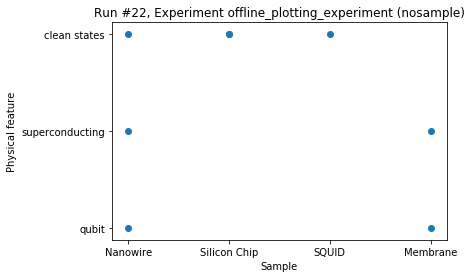 Run #22, Experiment offline_plotting_experiment (nosample)
clean states
superconducting
qubit
Physical feature
Nanowire
Silicon Chip
SQUID
Membrane
Sample